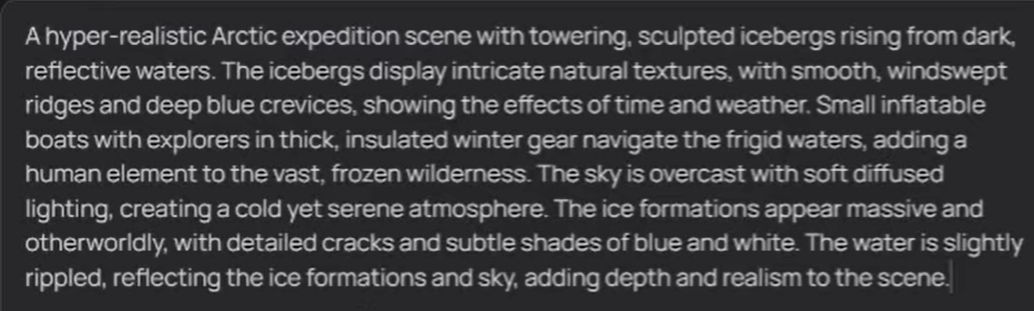 A hyper-realistic Arctic expedition scene with towering, sculpted icebergs rising from dark,
reflective waters. The icebergs display intricate natural textures, with smooth, windswept
ridges and deep blue crevices, showing the effects of time and weather. Small inflatable
boats with explorers in thick, insulated winter gear navigate the frigid waters, adding a
human element to the vast, frozen wilderness. The sky is overcast with soft diffused
lighting, creating a cold yet serene atmosphere. The ice formations appear massive and
otherworldly, with detailed cracks and subtle shades of blue and white. The water is slightly
rippled, reflecting the ice formations and sky, adding depth and realism to the scene.